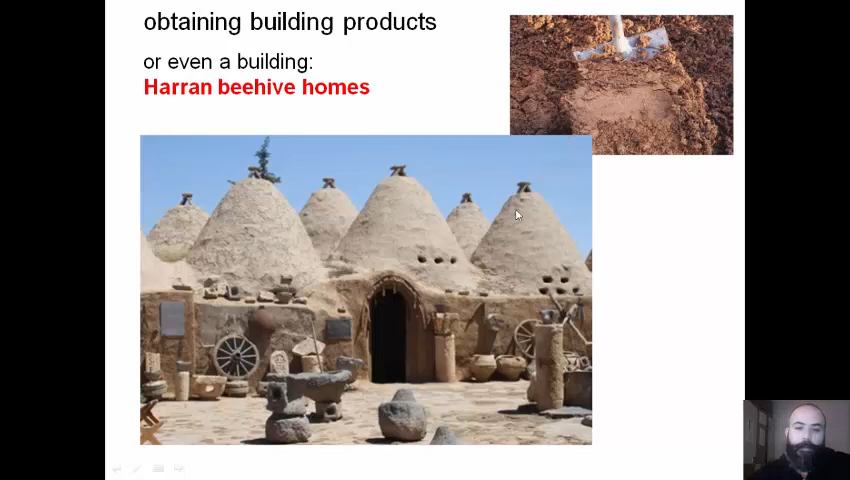 obtaining building products
or even a building:
Harran beehive homes